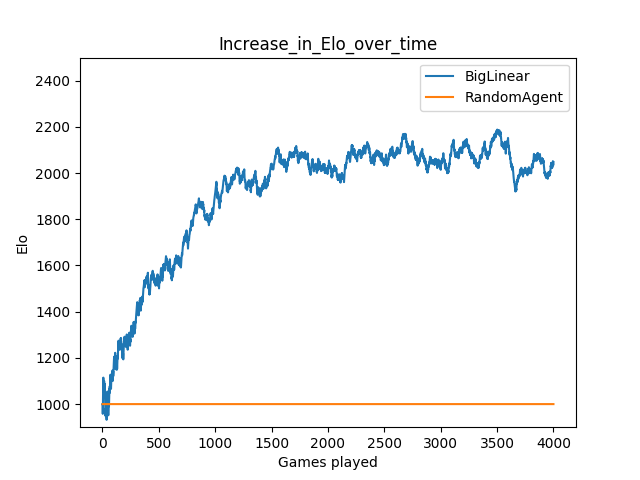 Increase_in_Elo_over_time
BigLinear
RandomAgent
2400
2200
2000
1800
1600
1400
1200
1000
Elo
0 500 1000 1500 2000 2500 3000 3500 4000
Games played